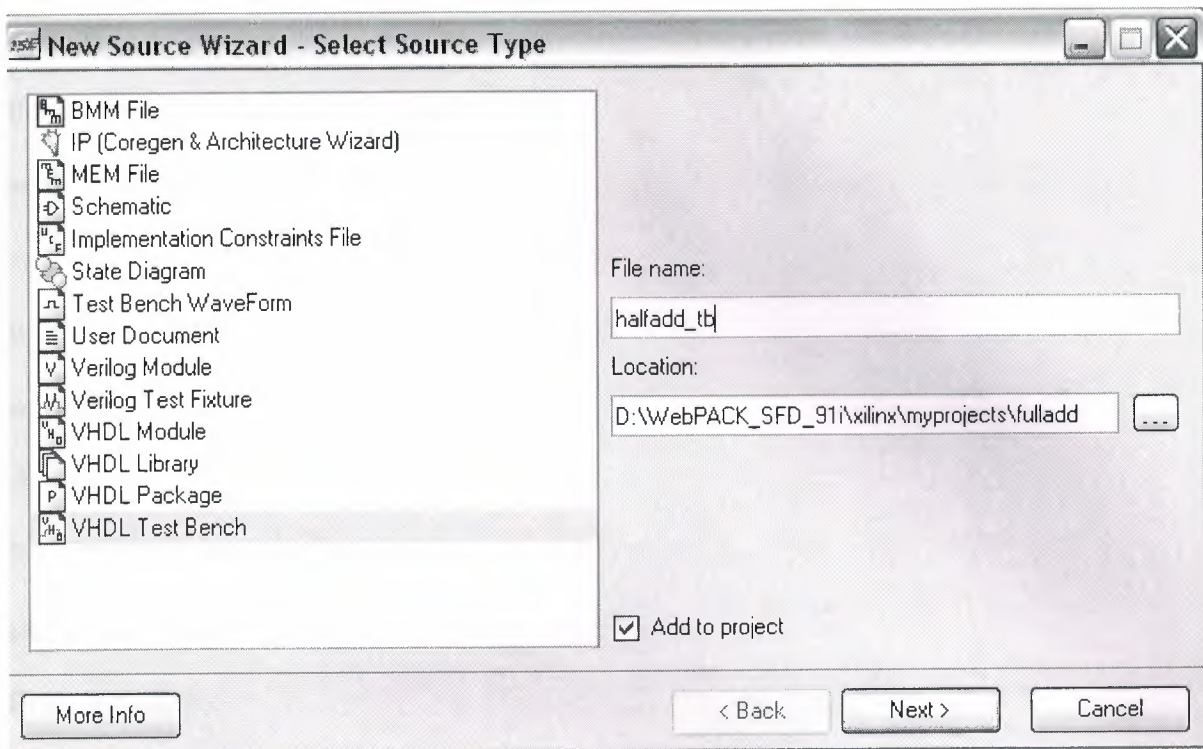 New Source Wizard - Select Source Type
BMM File
IP (Coregen & Architecture Wizard)
MEM File
Schematic
Implementation Constraints File
State Diagram
Test Bench WaveForm
User Document
Verilog Module
Verilog Test Fixture
VHDL Module
VHDL Library
VHDL Package
VHDL Test Bench
File name:
halfadd_tb
Location:
D:\WebPACK_SFD_91i\xilinx\myprojects\fulladd
...
Add to project
More Info
< Back
Next >
Cancel